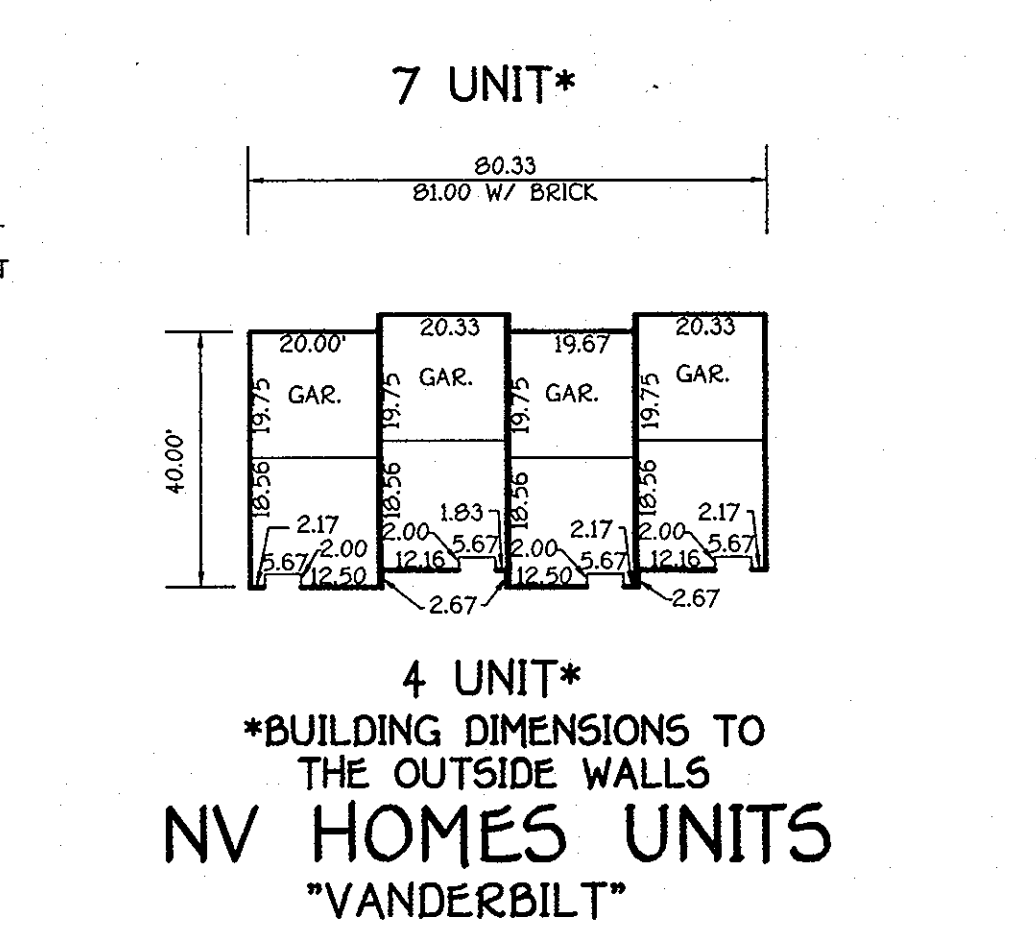 7 UNIT*
80.33
81.00 W/ BRICK
T
20.00' 20.33 19.67 20.33
GAR. GAR. GAR. GAR.
19.75 19.75 19.75 19.75
40.00'
18.56 18.56 18.56 18.56
2.17 1.83 2.17 2.17
2.00 2.00 2.00 2.00
5.67 5.67 5.67 5.67
12.50 12.16 12.50 12.16
2.67 2.67
4 UNIT*
*BUILDING DIMENSIONS TO
THE OUTSIDE WALLS
NV HOMES UNITS
"VANDERBILT"